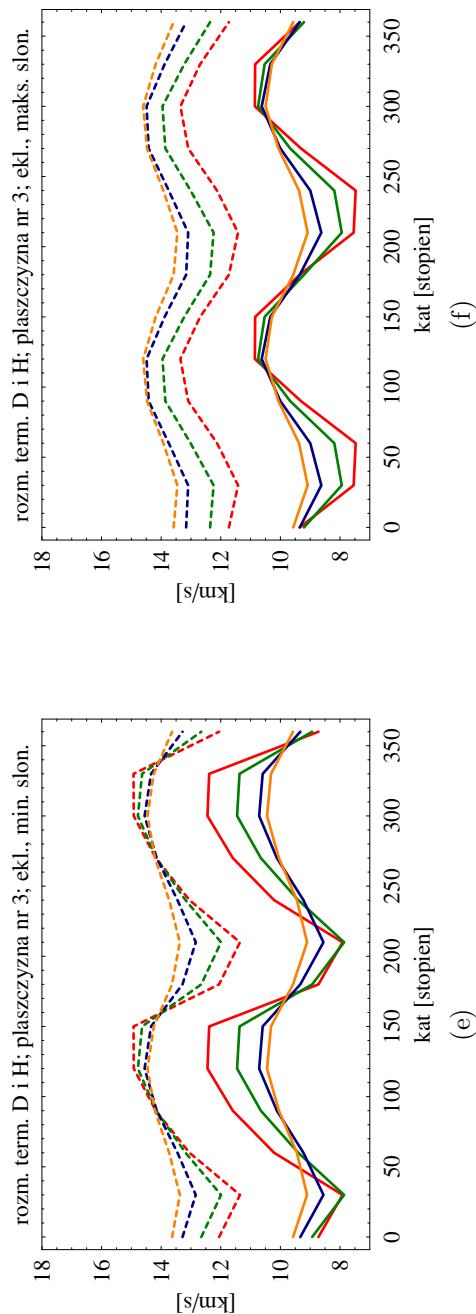 rozm. term. D i H; plaszczyzna nr 3; ekl., min. slon.
18
16
14
12
10
8
[km/s]
0 50 100 150 200 250 300 350
kat [stopien]
(e)
rozm. term. D i H; plaszczyzna nr 3; ekl., maks. slon.
18
16
14
12
10
8
[km/s]
0 50 100 150 200 250 300 350
kat [stopien]
(f)